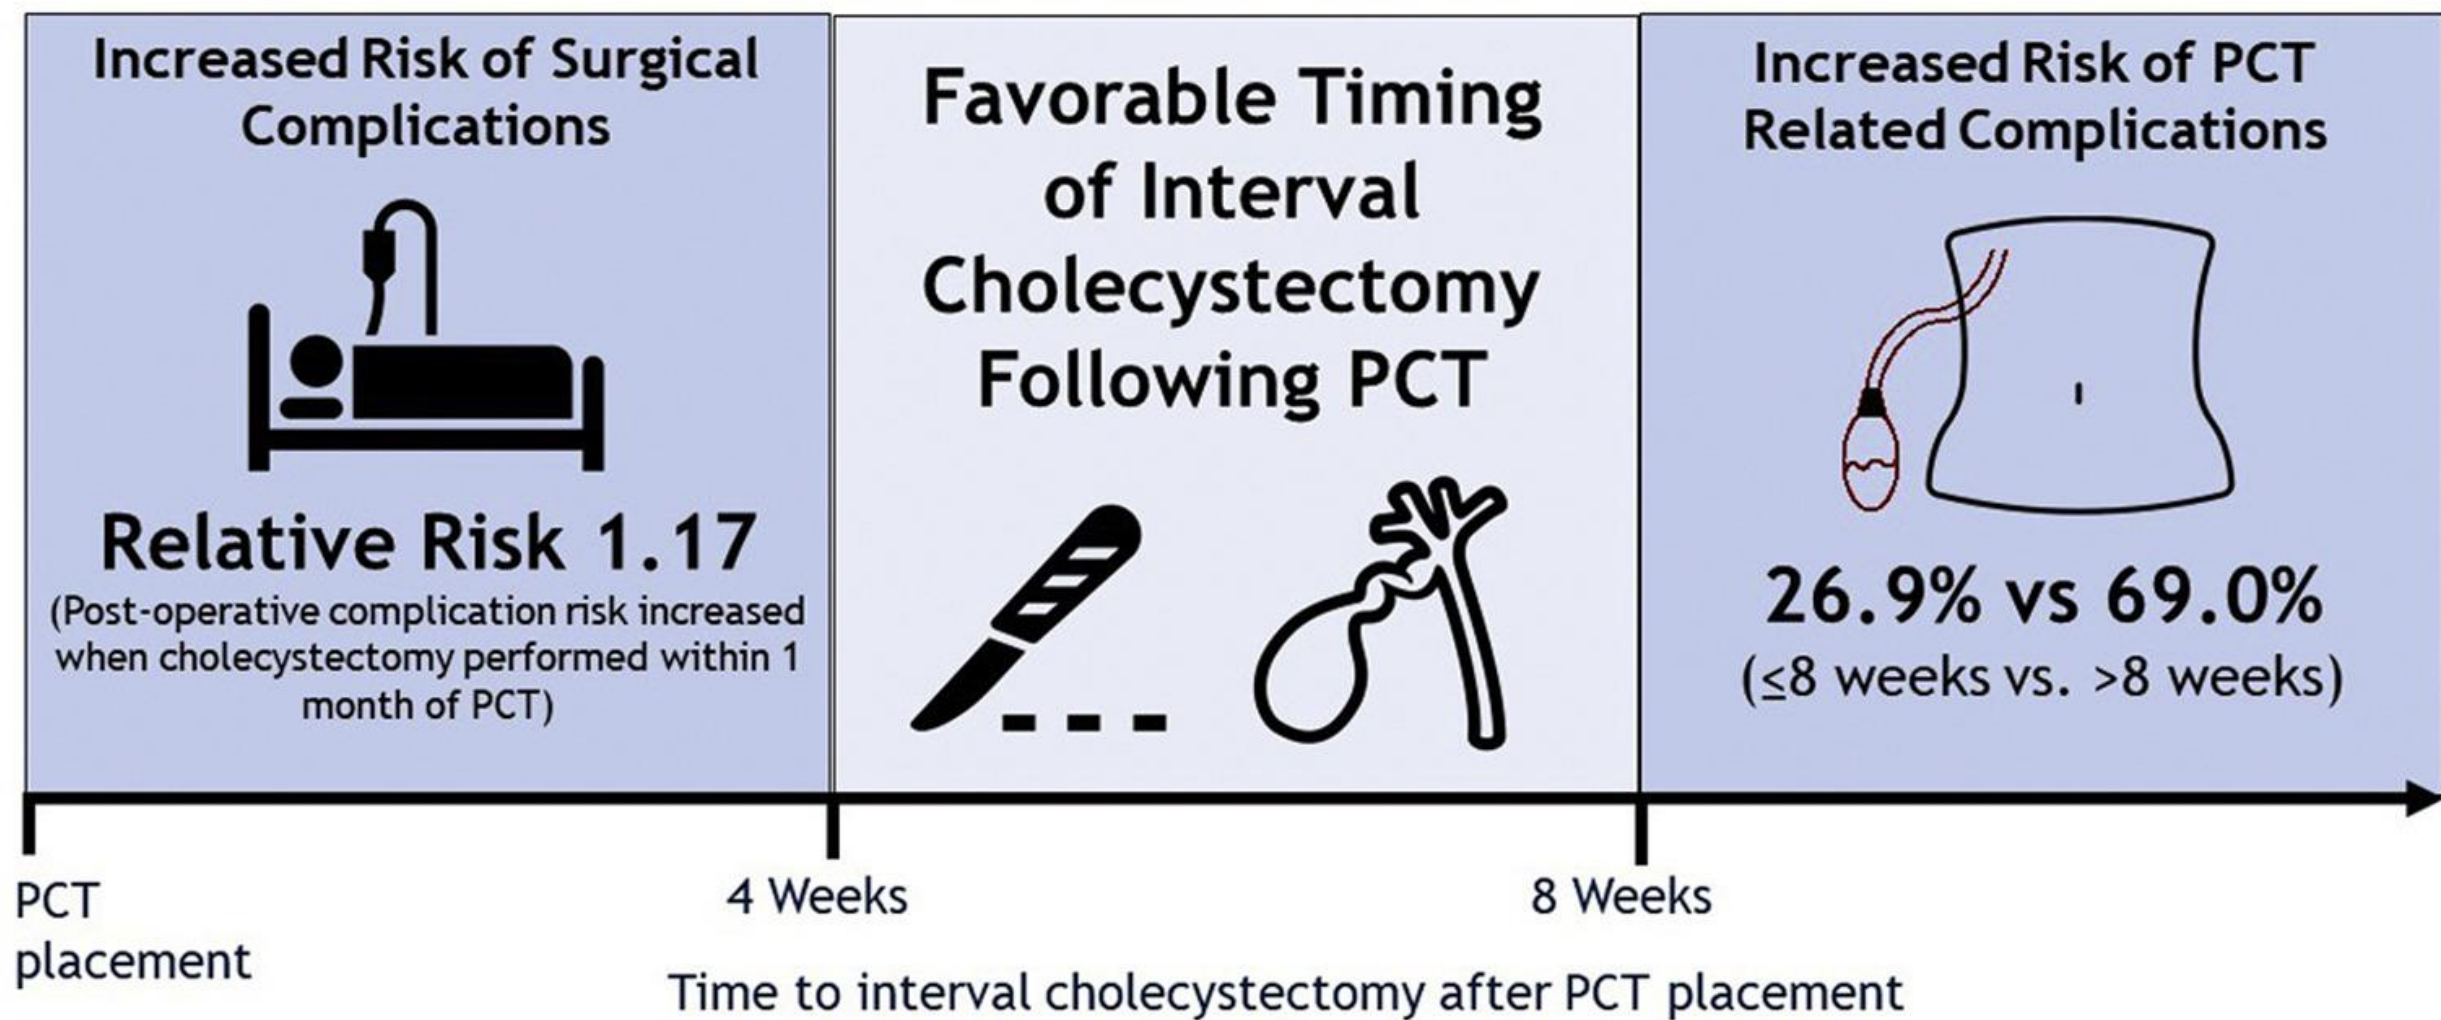 Increased Risk of Surgical
Complications
Relative Risk 1.17
(Post-operative complication risk increased
when cholecystectomy performed within 1
month of PCT)
Favorable Timing
of Interval
Cholecystectomy
Following PCT
Increased Risk of PCT
Related Complications
26.9% vs 69.0%
(≤8 weeks vs. >8 weeks)
PCT
placement
4 Weeks
8 Weeks
Time to interval cholecystectomy after PCT placement